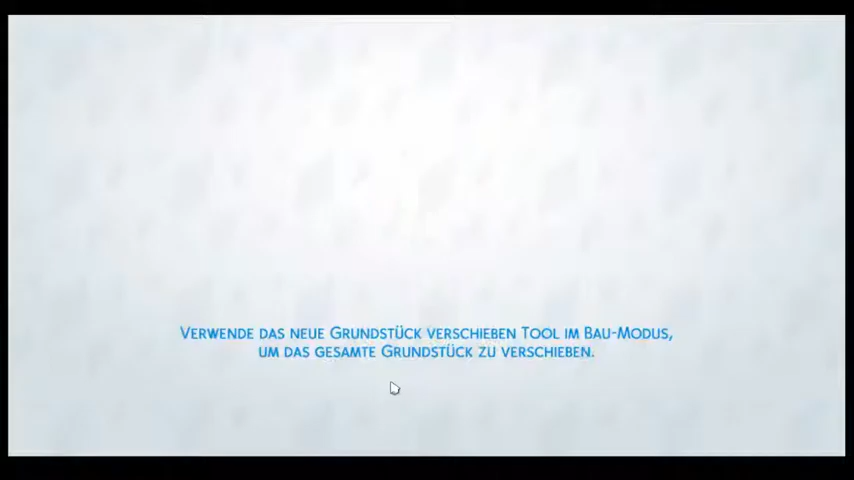 Verwende das neue Grundstück verschieben Tool im Bau-Modus,
um das gesamte Grundstück zu verschieben.